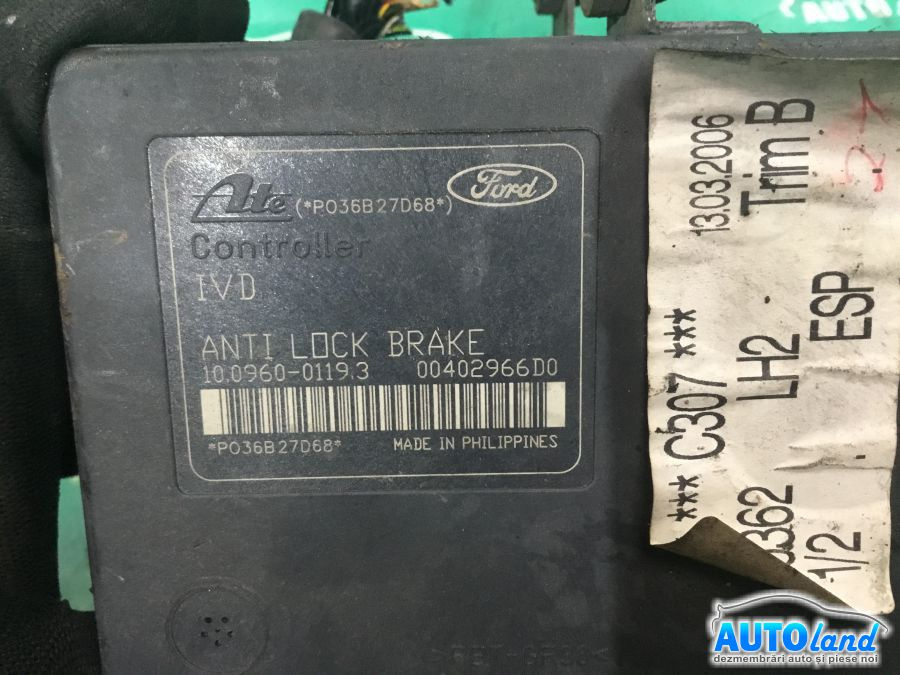 Ate (*P036B27D68*) Ford
Controller
IVD
ANTI LOCK BRAKE
10.0960-0119.3 00402966D0
*P036B27D68* MADE IN PHILIPPINES
13.03.2006
Trim B
21
*** C307 ***
LH2
ESP
362
1/2
AUTOland
dezmembrări auto și piese noi